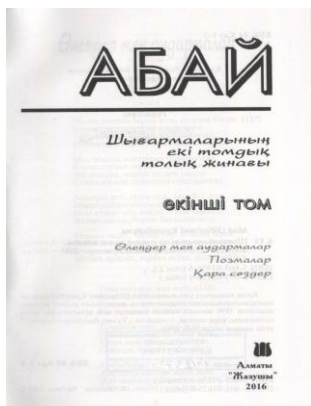 АБАЙ
Шығармаларының
екі томдық
толық жинағы
екінші том
Өлеңдер мен аудармалар
Поэмалар
Қара сөздер
Алматы
"Жазушы"
2016